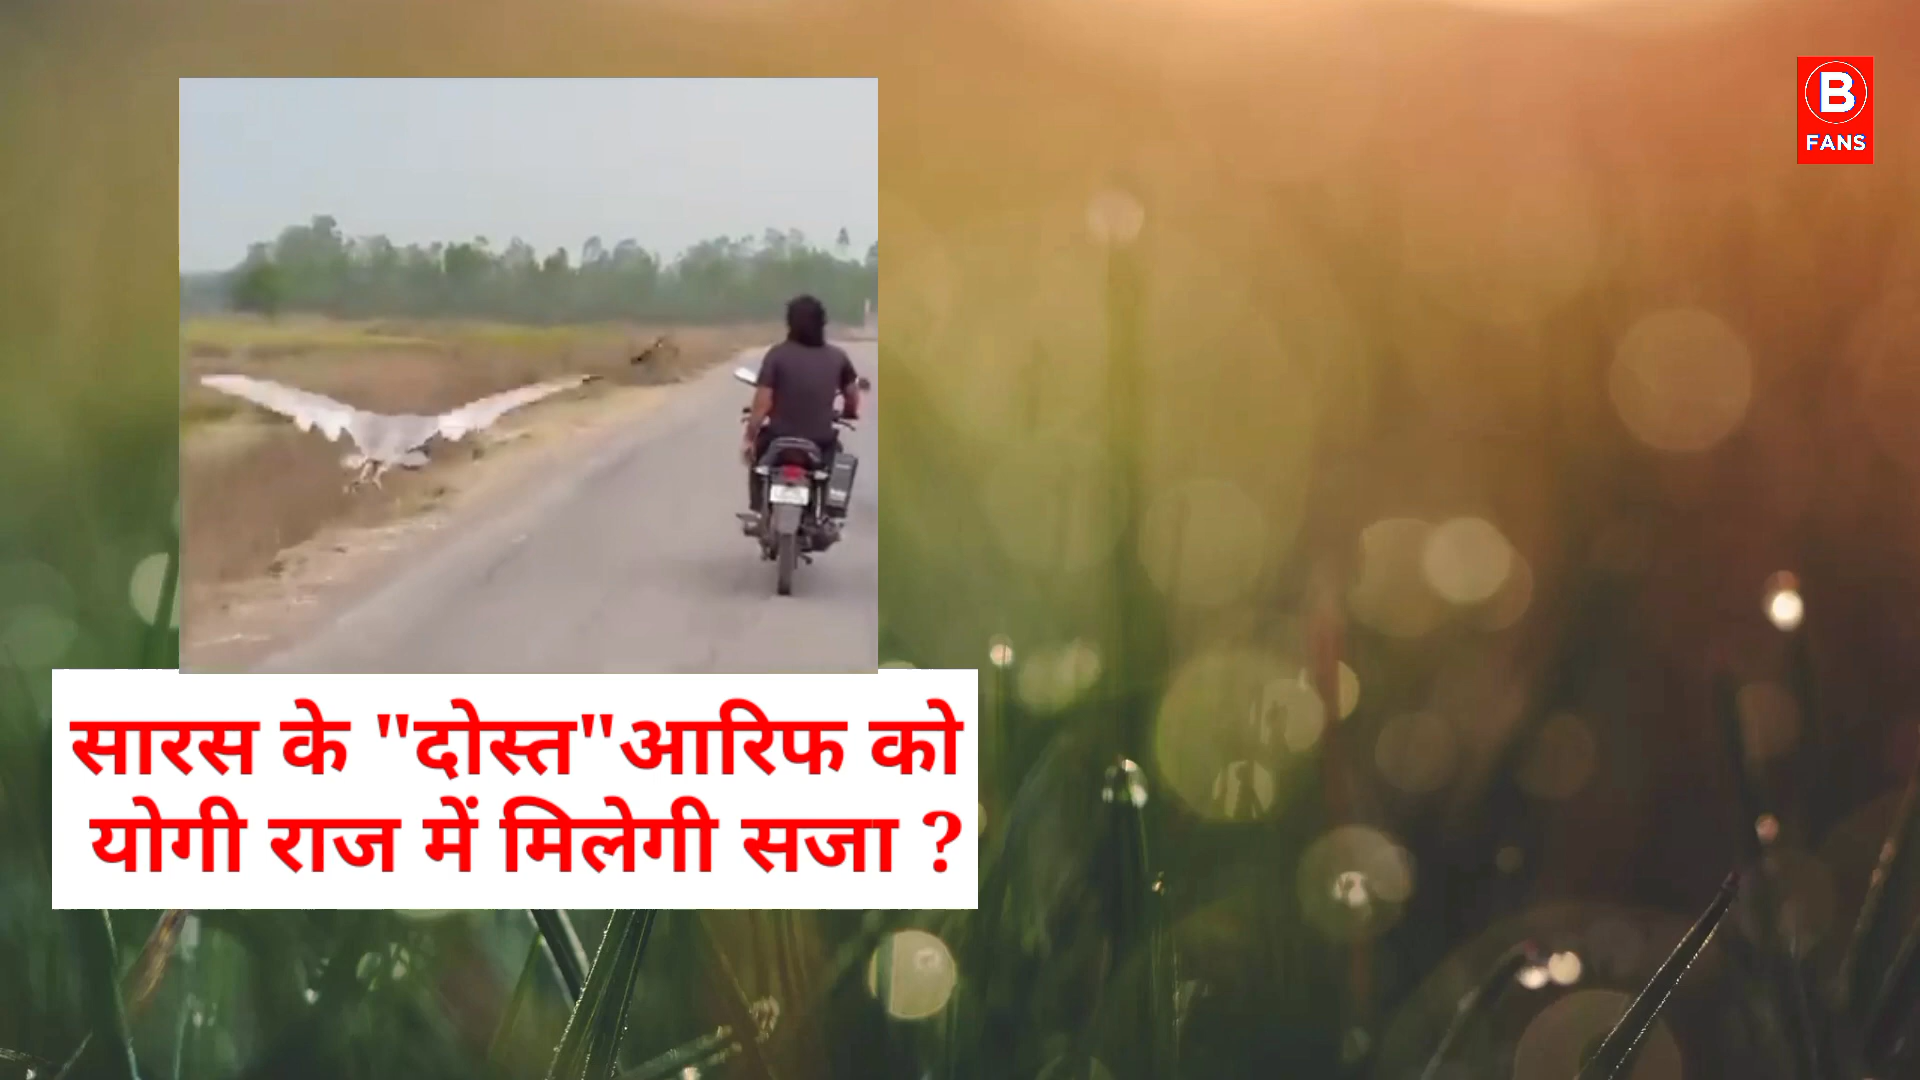 B
FANS
सारस के "दोस्त"आरिफ को
योगी राज में मिलेगी सजा ?